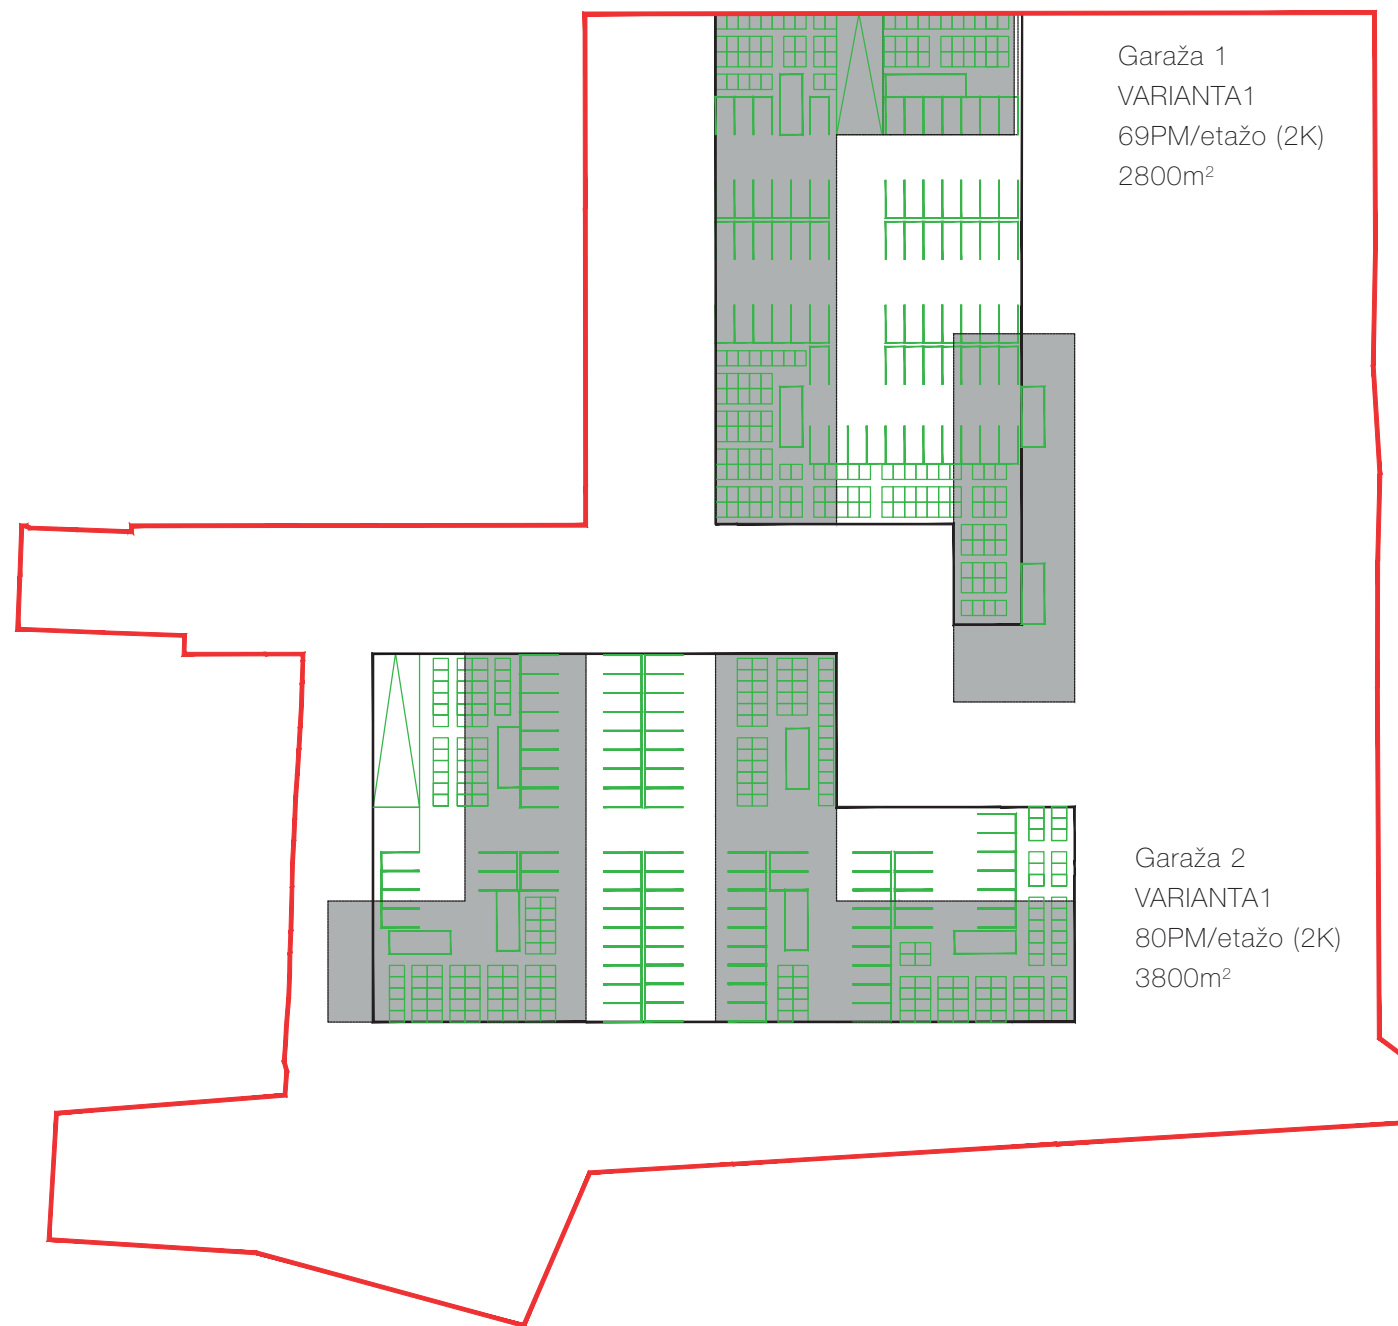 Garaža 1
VARIANTA1
69PM/etažo (2K)
2800m²
Garaža 2
VARIANTA1
80PM/etažo (2K)
3800m²